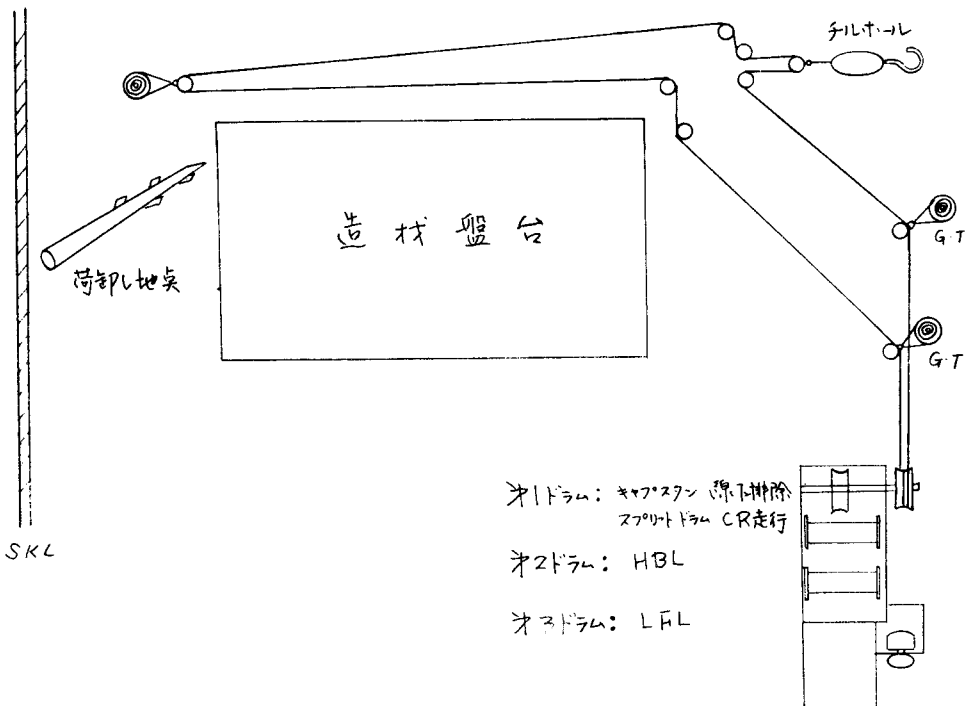 チルホール
造材盤台
荷卸し地点
G.T
G.T
SKL
第1ドラム: キャプスタン 線下排除
スプリットドラム CR走行
第2ドラム: HBL
第3ドラム: LHL